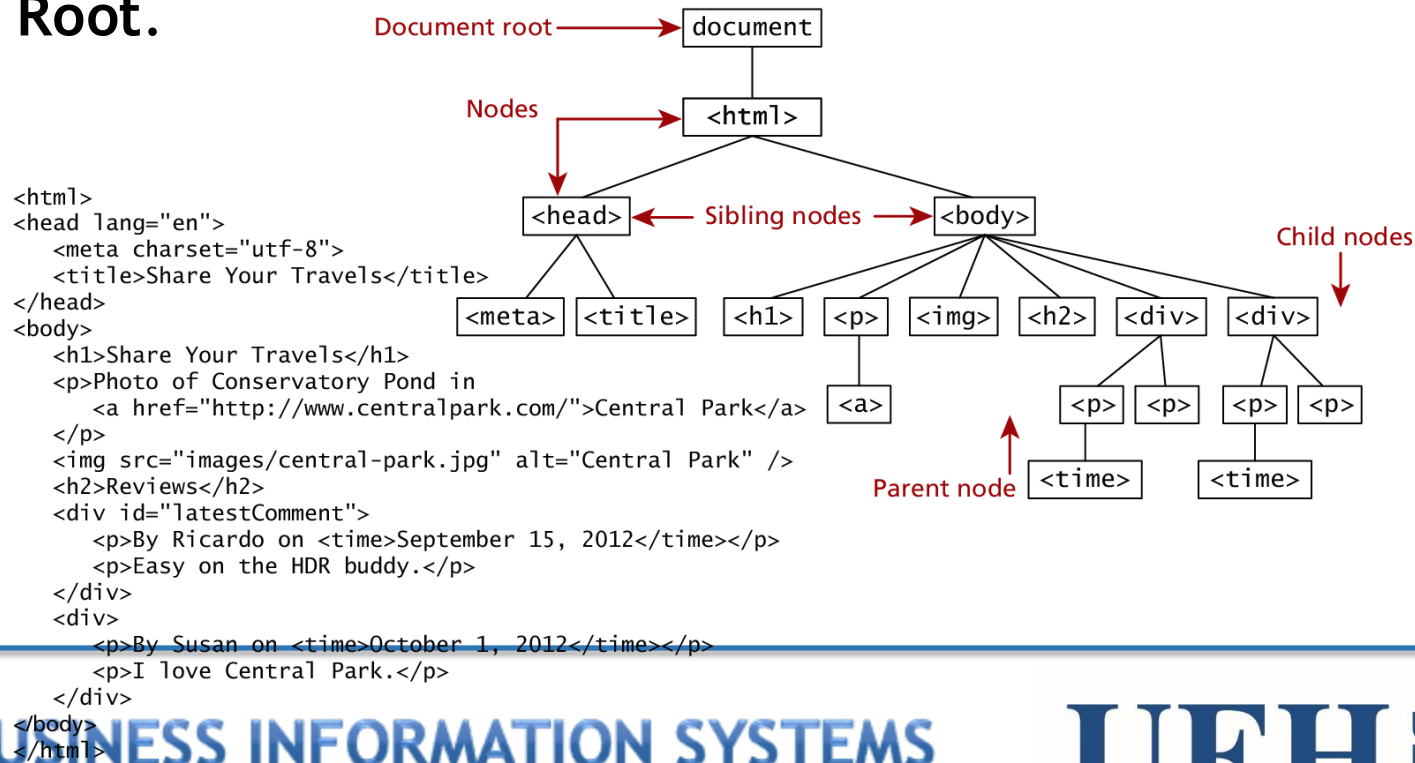 Root.
Document root
document
Nodes
<html>
<head>
Sibling nodes
<body>
Child nodes
<meta>
<title>
<h1>
<p>
<img>
<h2>
<div>
<div>
<a>
<p>
<p>
<p>
<p>
Parent node
<time>
<time>
<html>
<head lang="en">
<meta charset="utf-8">
<title>Share Your Travels</title>
</head>
<body>
<h1>Share Your Travels</h1>
<p>Photo of Conservatory Pond in
<a href="http://www.centralpark.com/">Central Park</a>
</p>
<img src="images/central-park.jpg" alt="Central Park" />
<h2>Reviews</h2>
<div id="latestComment">
<p>By Ricardo on <time>September 15, 2012</time></p>
<p>Easy on the HDR buddy.</p>
</div>
<div>
<p>By Susan on <time>October 1, 2012</time></p>
<p>I love Central Park.</p>
</div>
</body>
</html>
INFORMATION SYSTEMS
UEH